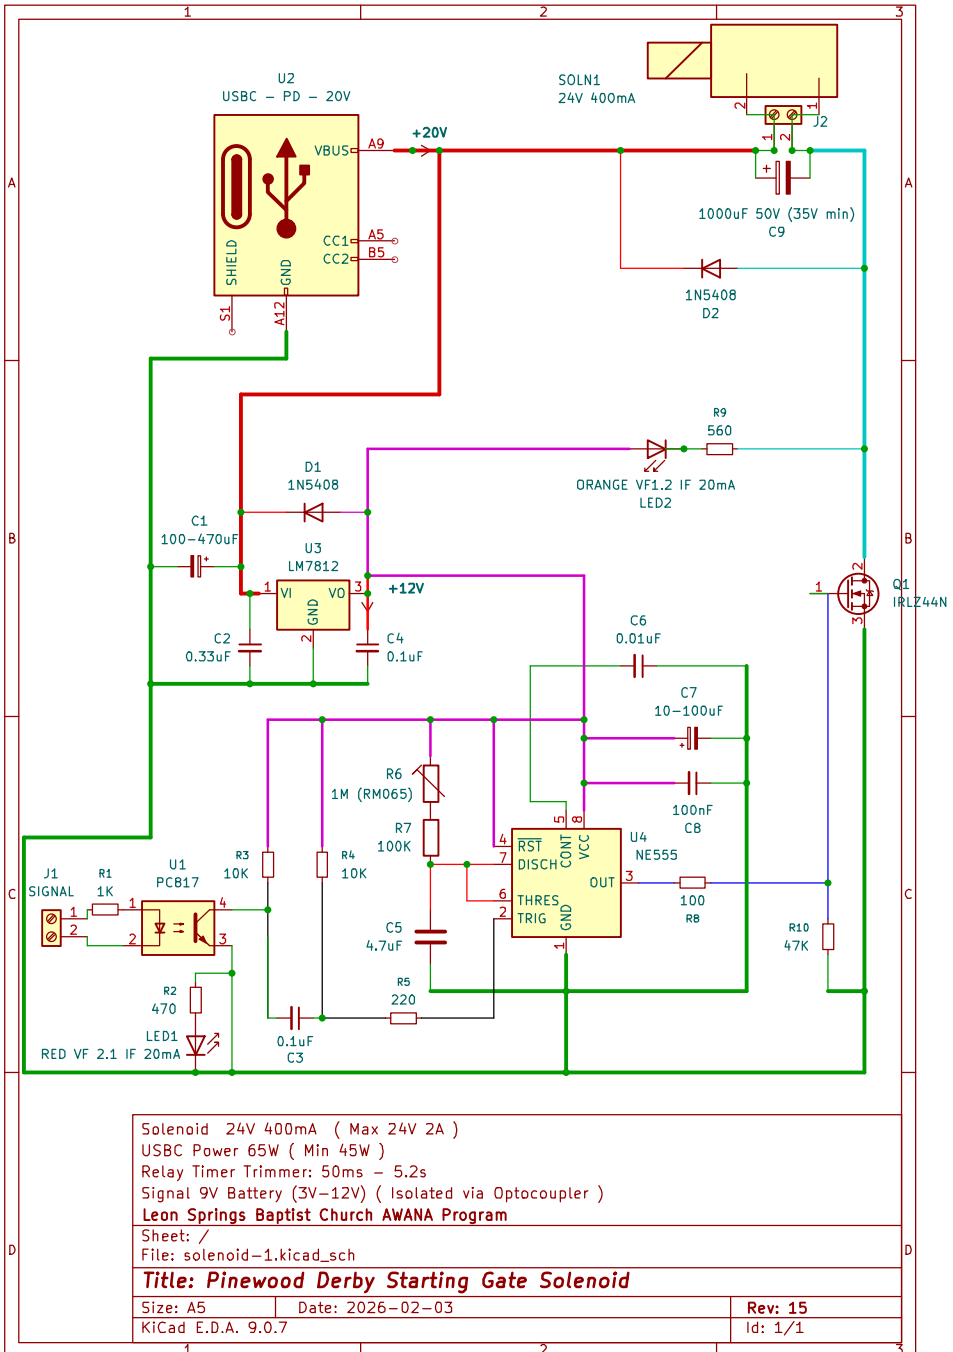 1
2
3
SOLN1
24V 400mA
2
1
J2
1
2
U2
USBC - PD - 20V
VBUS
A9
+20V
CC1
A5
CC2
B5
SHIELD
GND
S1
A12
A
A
+
1000uF 50V (35V min)
C9
1N5408
D2
R9
560
ORANGE VF1.2 IF 20mA
LED2
D1
1N5408
C1
100-470uF
+
U3
LM7812
1
VI
VO
3
GND
2
+12V
C2
0.33uF
C4
0.1uF
B
B
Q1
IRLZ44N
1
2
3
C6
0.01uF
C7
10-100uF
+
100nF
C8
R6
1M (RM065)
R7
100K
U4
NE555
5
8
4
RST
CONT
VCC
7
DISCH
OUT
3
6
THRES
2
TRIG
GND
1
100
R8
R10
47K
C
C
J1
SIGNAL
1
2
R1
1K
U1
PC817
1
2
4
3
R3
10K
R4
10K
C5
4.7uF
R5
220
0.1uF
C3
R2
470
LED1
RED VF 2.1 IF 20mA
Solenoid 24V 400mA ( Max 24V 2A )
USBC Power 65W ( Min 45W )
Relay Timer Trimmer: 50ms - 5.2s
Signal 9V Battery (3V-12V) ( Isolated via Optocoupler )
Leon Springs Baptist Church AWANA Program
Sheet: /
File: solenoid-1.kicad_sch
D
D
Title: Pinewood Derby Starting Gate Solenoid
Size: A5
Date: 2026-02-03
Rev: 15
KiCad E.D.A. 9.0.7
Id: 1/1
1
2
3